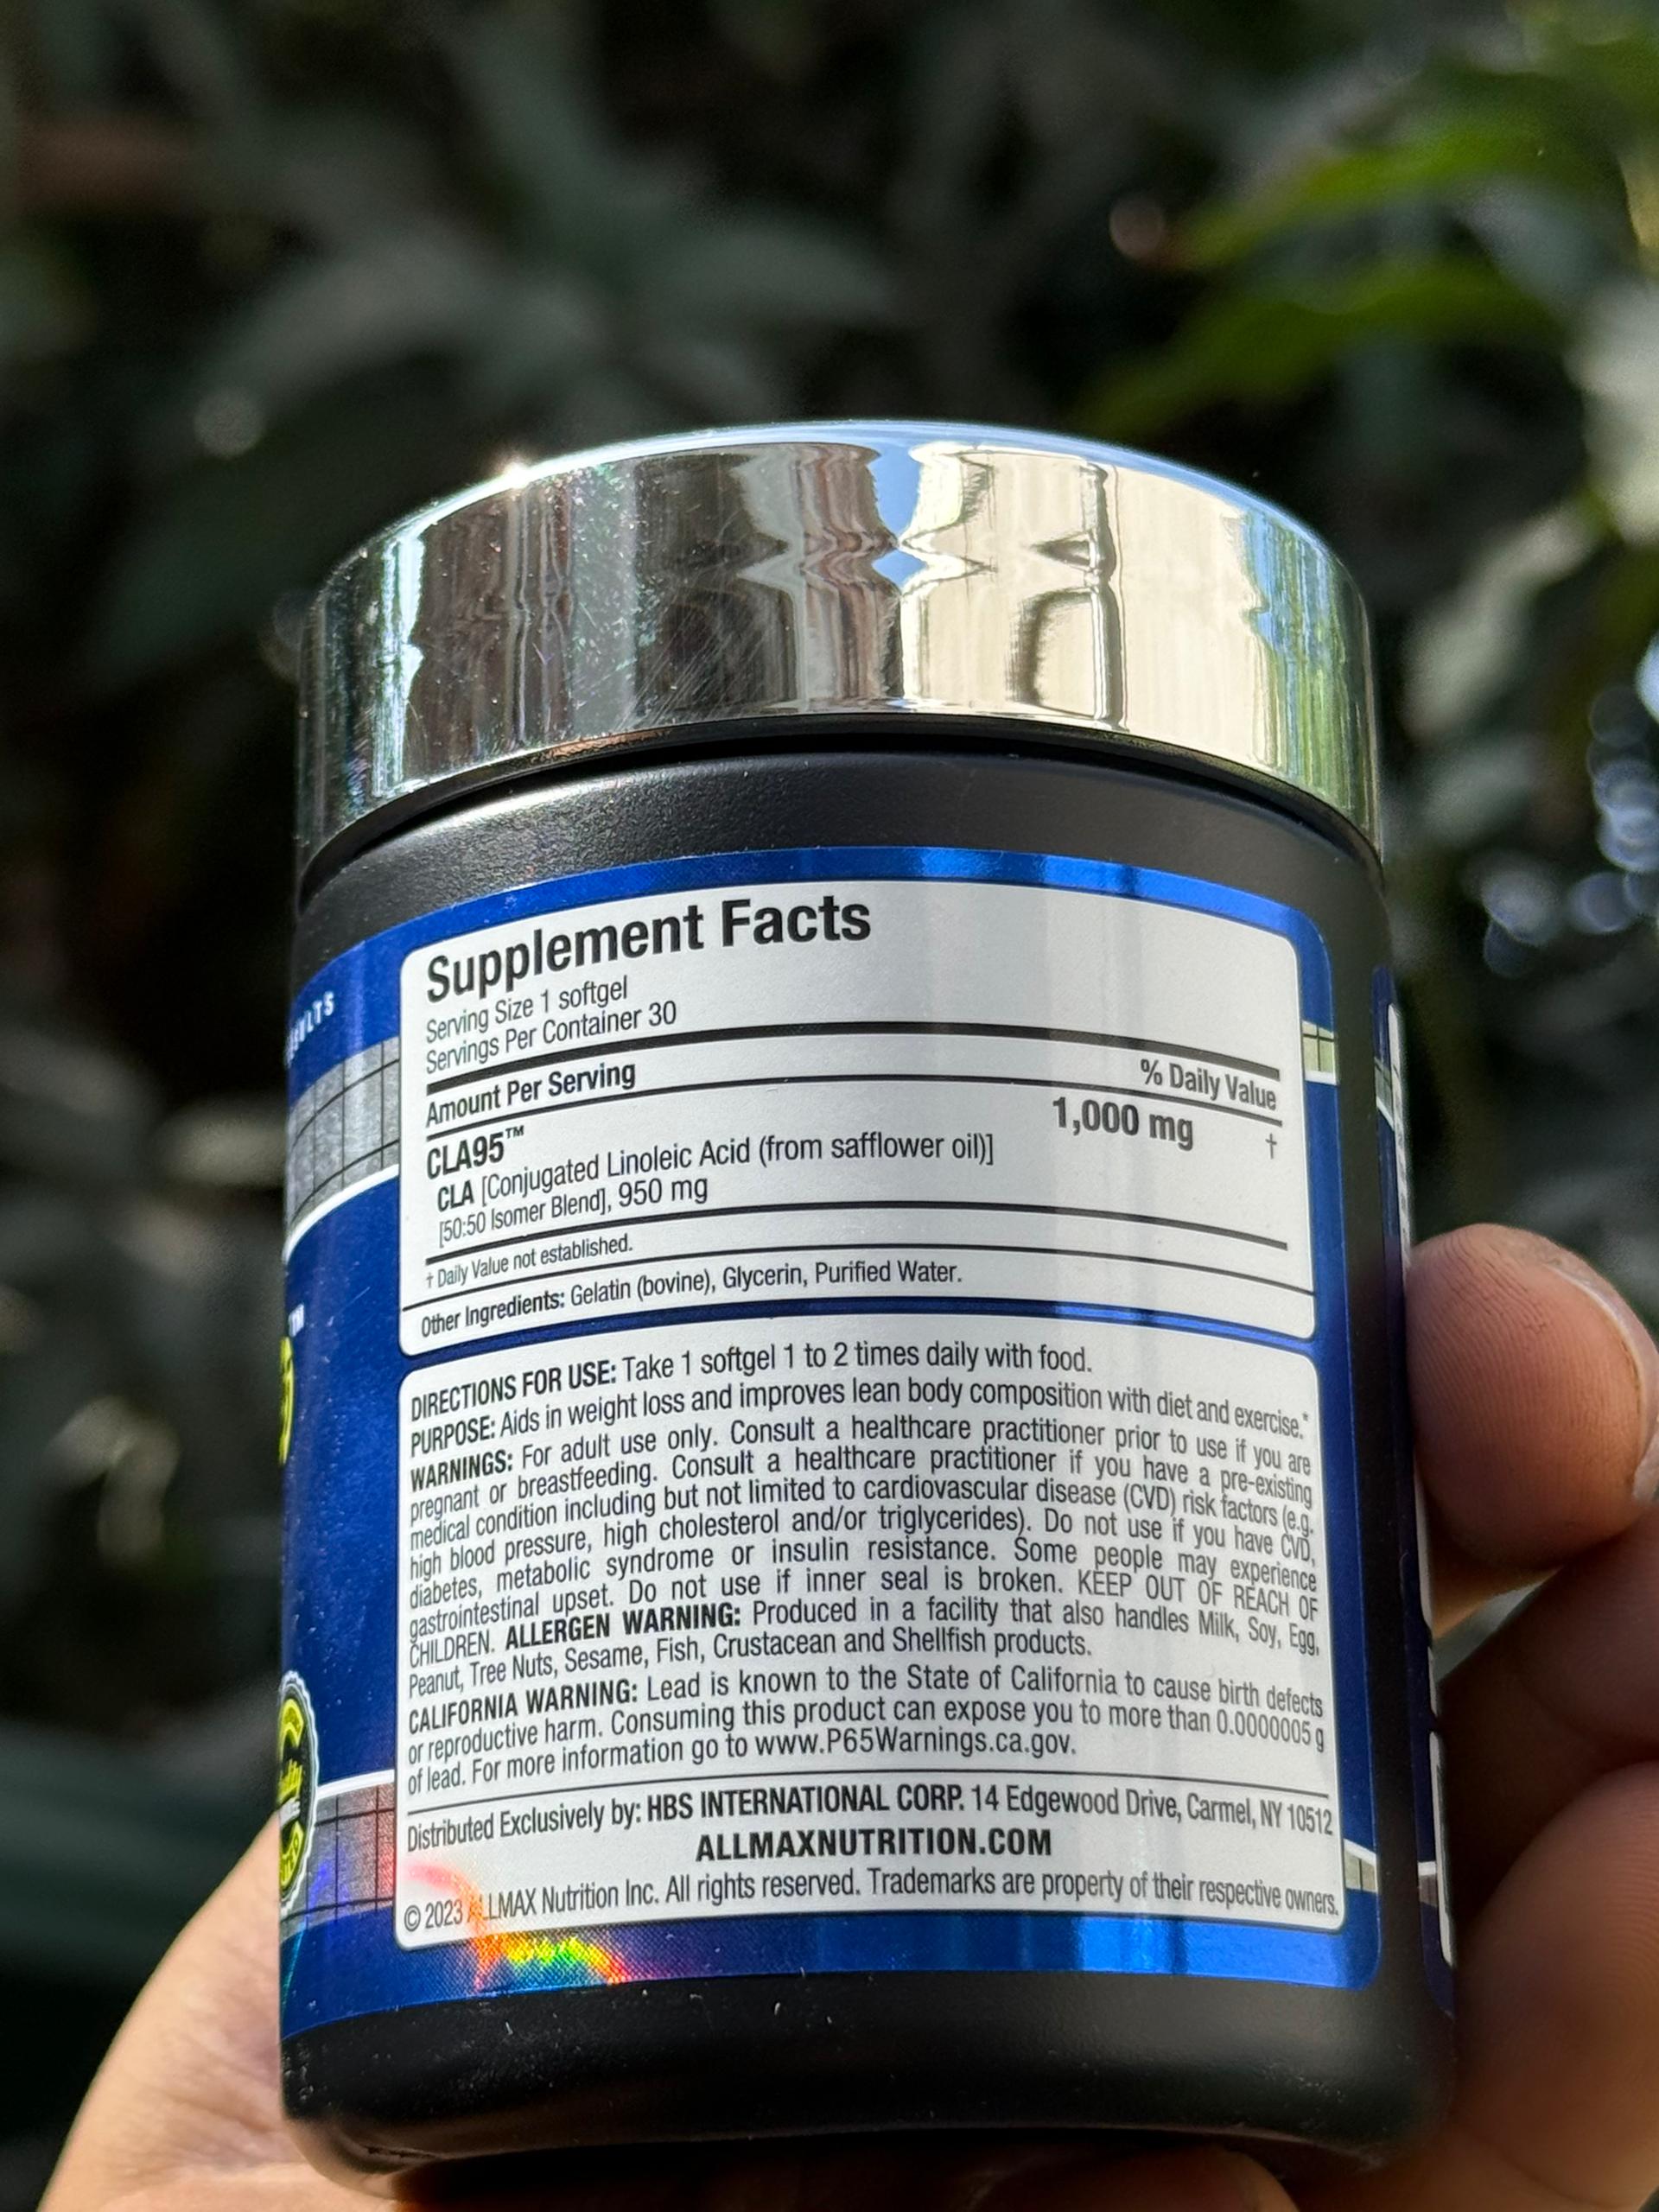 Supplement Facts
Serving Size 1 softgel
Servings Per Container 30
Amount Per Serving % Daily Value
CLA95™ 1,000 mg †
CLA [Conjugated Linoleic Acid (from safflower oil)]
[50:50 Isomer Blend], 950 mg
† Daily Value not established.
Other Ingredients: Gelatin (bovine), Glycerin, Purified Water.
DIRECTIONS FOR USE: Take 1 softgel 1 to 2 times daily with food.
PURPOSE: Aids in weight loss and improves lean body composition with diet and exercise.*
WARNINGS: For adult use only. Consult a healthcare practitioner prior to use if you are
pregnant or breastfeeding. Consult a healthcare practitioner if you have a pre-existing
medical condition including but not limited to cardiovascular disease (CVD) risk factors (e.g.
high blood pressure, high cholesterol and/or triglycerides). Do not use if you have CVD,
diabetes, metabolic syndrome or insulin resistance. Some people may experience
gastrointestinal upset. Do not use if inner seal is broken. KEEP OUT OF REACH OF
CHILDREN. ALLERGEN WARNING: Produced in a facility that also handles Milk, Soy, Egg,
Peanut, Tree Nuts, Sesame, Fish, Crustacean and Shellfish products.
CALIFORNIA WARNING: Lead is known to the State of California to cause birth defects
or reproductive harm. Consuming this product can expose you to more than 0.0000005 g
of lead. For more information go to www.P65Warnings.ca.gov.
Distributed Exclusively by: HBS INTERNATIONAL CORP. 14 Edgewood Drive, Carmel, NY 10512
ALLMAXNUTRITION.COM
© 2023 ALLMAX Nutrition Inc. All rights reserved. Trademarks are property of their respective owners.
TM